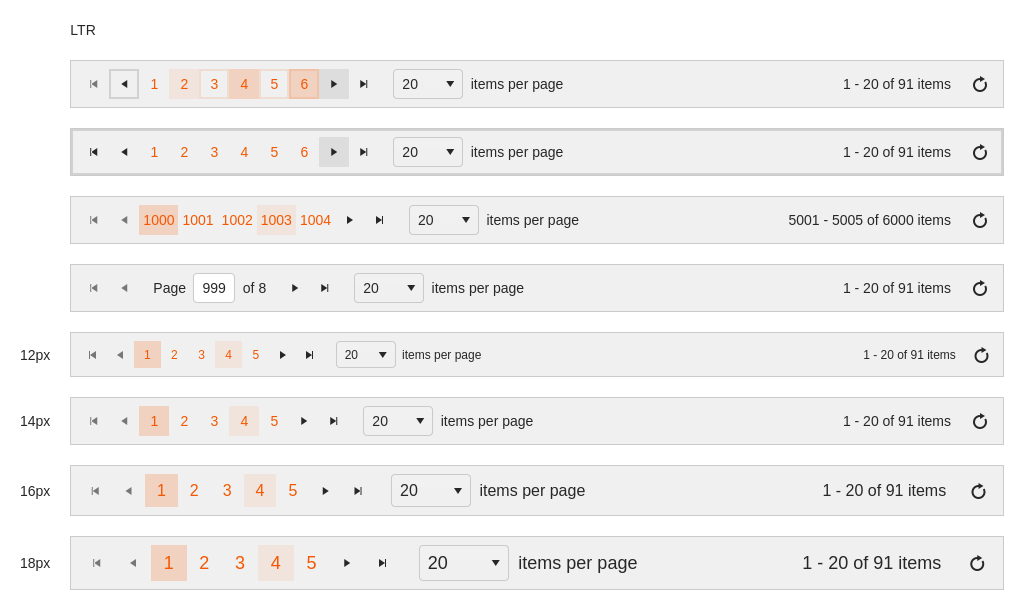 LTR
1 2 3 4 5 6 20 items per page 1 - 20 of 91 items
1 2 3 4 5 6 20 items per page 1 - 20 of 91 items
1000 1001 1002 1003 1004 20 items per page 5001 - 5005 of 6000 items
Page 999 of 8 20 items per page 1 - 20 of 91 items
12px 1 2 3 4 5 20 items per page 1 - 20 of 91 items
14px 1 2 3 4 5 20 items per page 1 - 20 of 91 items
16px 1 2 3 4 5 20 items per page 1 - 20 of 91 items
18px 1 2 3 4 5 20 items per page 1 - 20 of 91 items